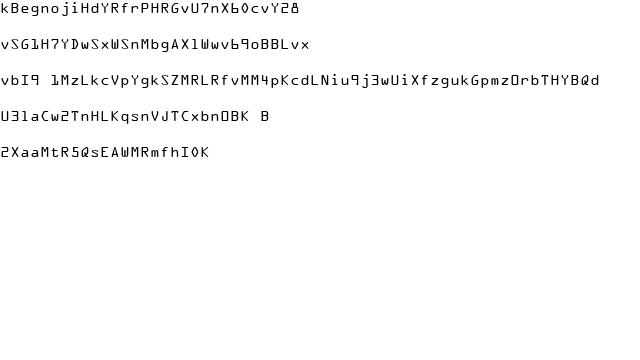 kBegnojiHdYRfrPHRGvU7nX60cvY28
vSG1H7YDwSxWSnMbgAX1Wwv69oBBLvx
vbI9 1MzLkcVpYgkSZMRLRfvMM4pKcdLNiu9j3wUiXfzgukGpmzOrbTHYBQd
U31aCw2TnHLKqsnVJTCxbnOBK B
2XaaMtR5QsEAWMRmfhI0K